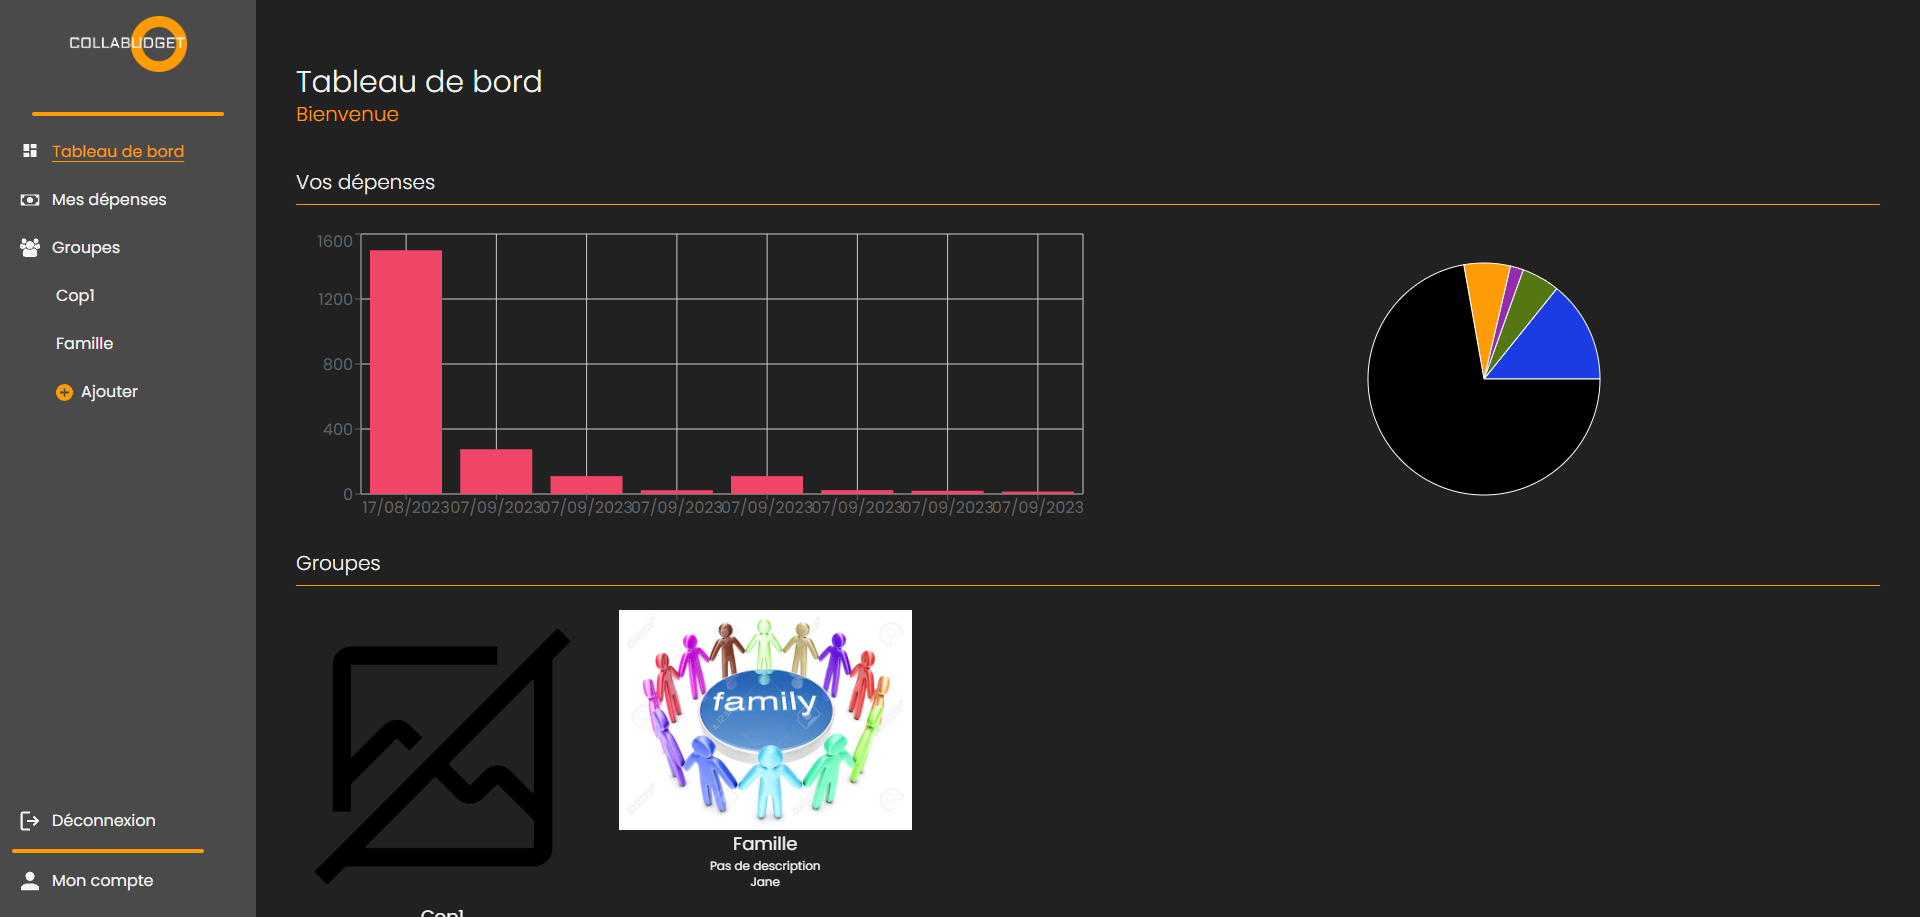 COLLABUDGET
Tableau de bord
Mes dépenses
Groupes
Cop1
Famille
Ajouter
Déconnexion
Mon compte
Tableau de bord
Bienvenue
Vos dépenses
1600
1200
800
400
0
17/08/2023 07/09/2023 07/09/2023 07/09/2023 07/09/2023 07/09/2023 07/09/2023 07/09/2023
Groupes
family
Famille
Pas de description
Jane
Cop1